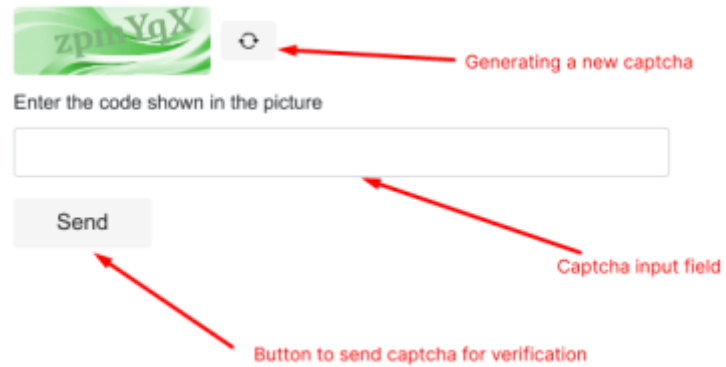 zpmYqX
Generating a new captcha
Enter the code shown in the picture
Send
Captcha input field
Button to send captcha for verification